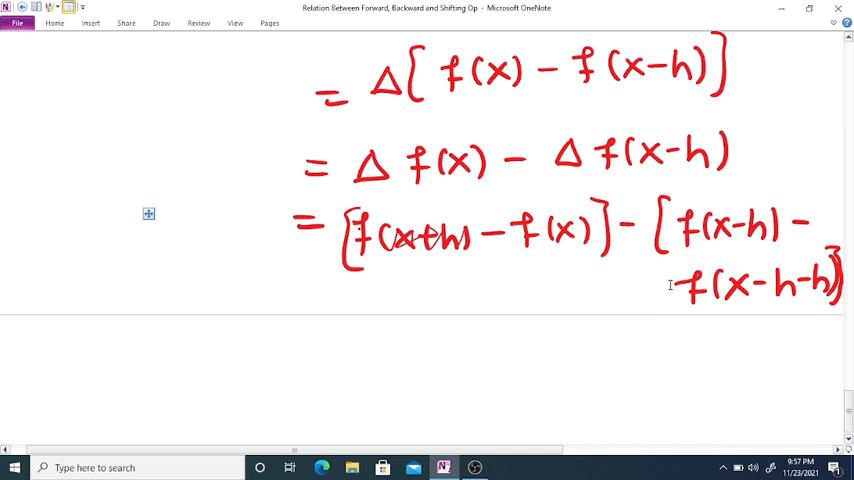 Relation Between Forward, Backward and Shifting Op - Microsoft OneNote
File Home Insert Share Draw Review View Pages
= Δ[ f(x) - f(x-h)]
= Δ f(x) - Δ f(x-h)
= [f(x+h) - f(x)] - [f(x-h) -
f(x-h-h)]
Type here to search
9:57 PM
11/23/2021